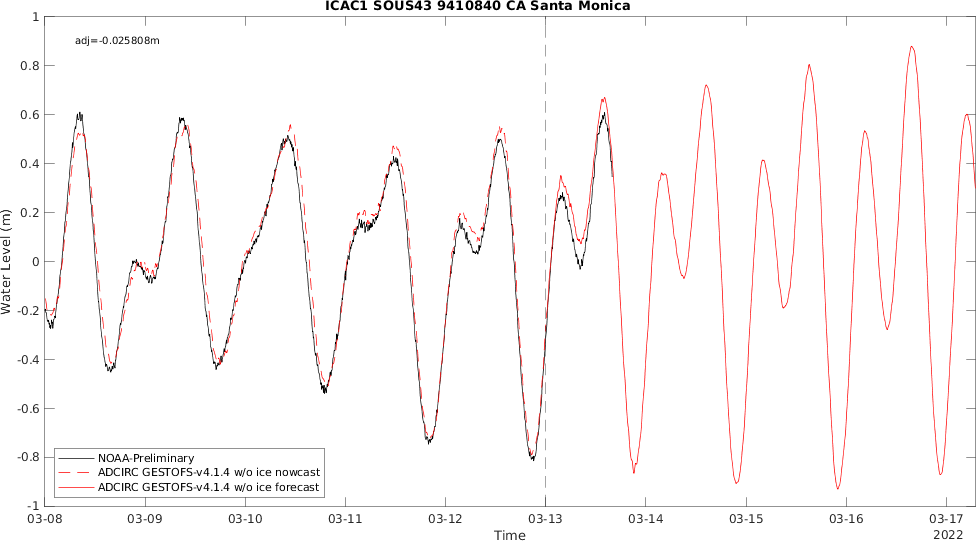 ICAC1 SOUS43 9410840 CA Santa Monica
adj=-0.025808m
1
0.8
0.6
0.4
0.2
0
-0.2
-0.4
-0.6
-0.8
-1
Water Level (m)
NOAA-Preliminary
ADCIRC GESTOFS-v4.1.4 w/o ice nowcast
ADCIRC GESTOFS-v4.1.4 w/o ice forecast
03-08 03-09 03-10 03-11 03-12 03-13 03-14 03-15 03-16 03-17
Time
2022